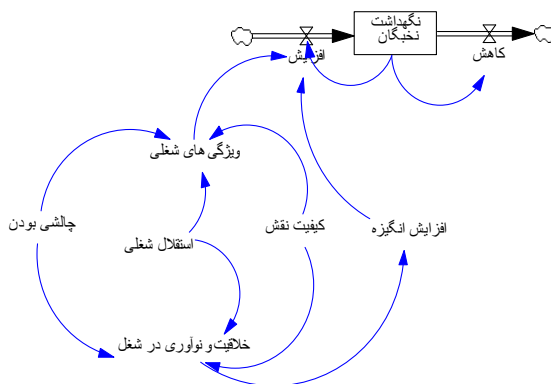 نگهداشت
نخبگان
افزایش
کاهش
ویژگی های شغلی
چالشی بودن
استقلال شغلی
کیفیت نقش
افزایش انگیزه
خلاقیت و نوآوری در شغل